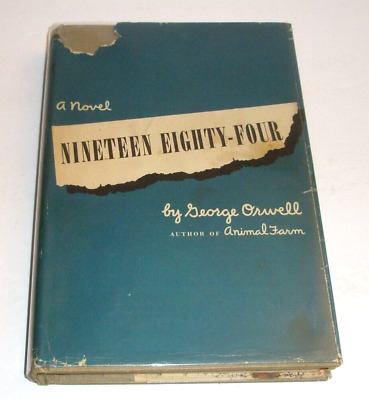 A Novel
NINETEEN EIGHTY-FOUR
by George Orwell
AUTHOR OF Animal Farm